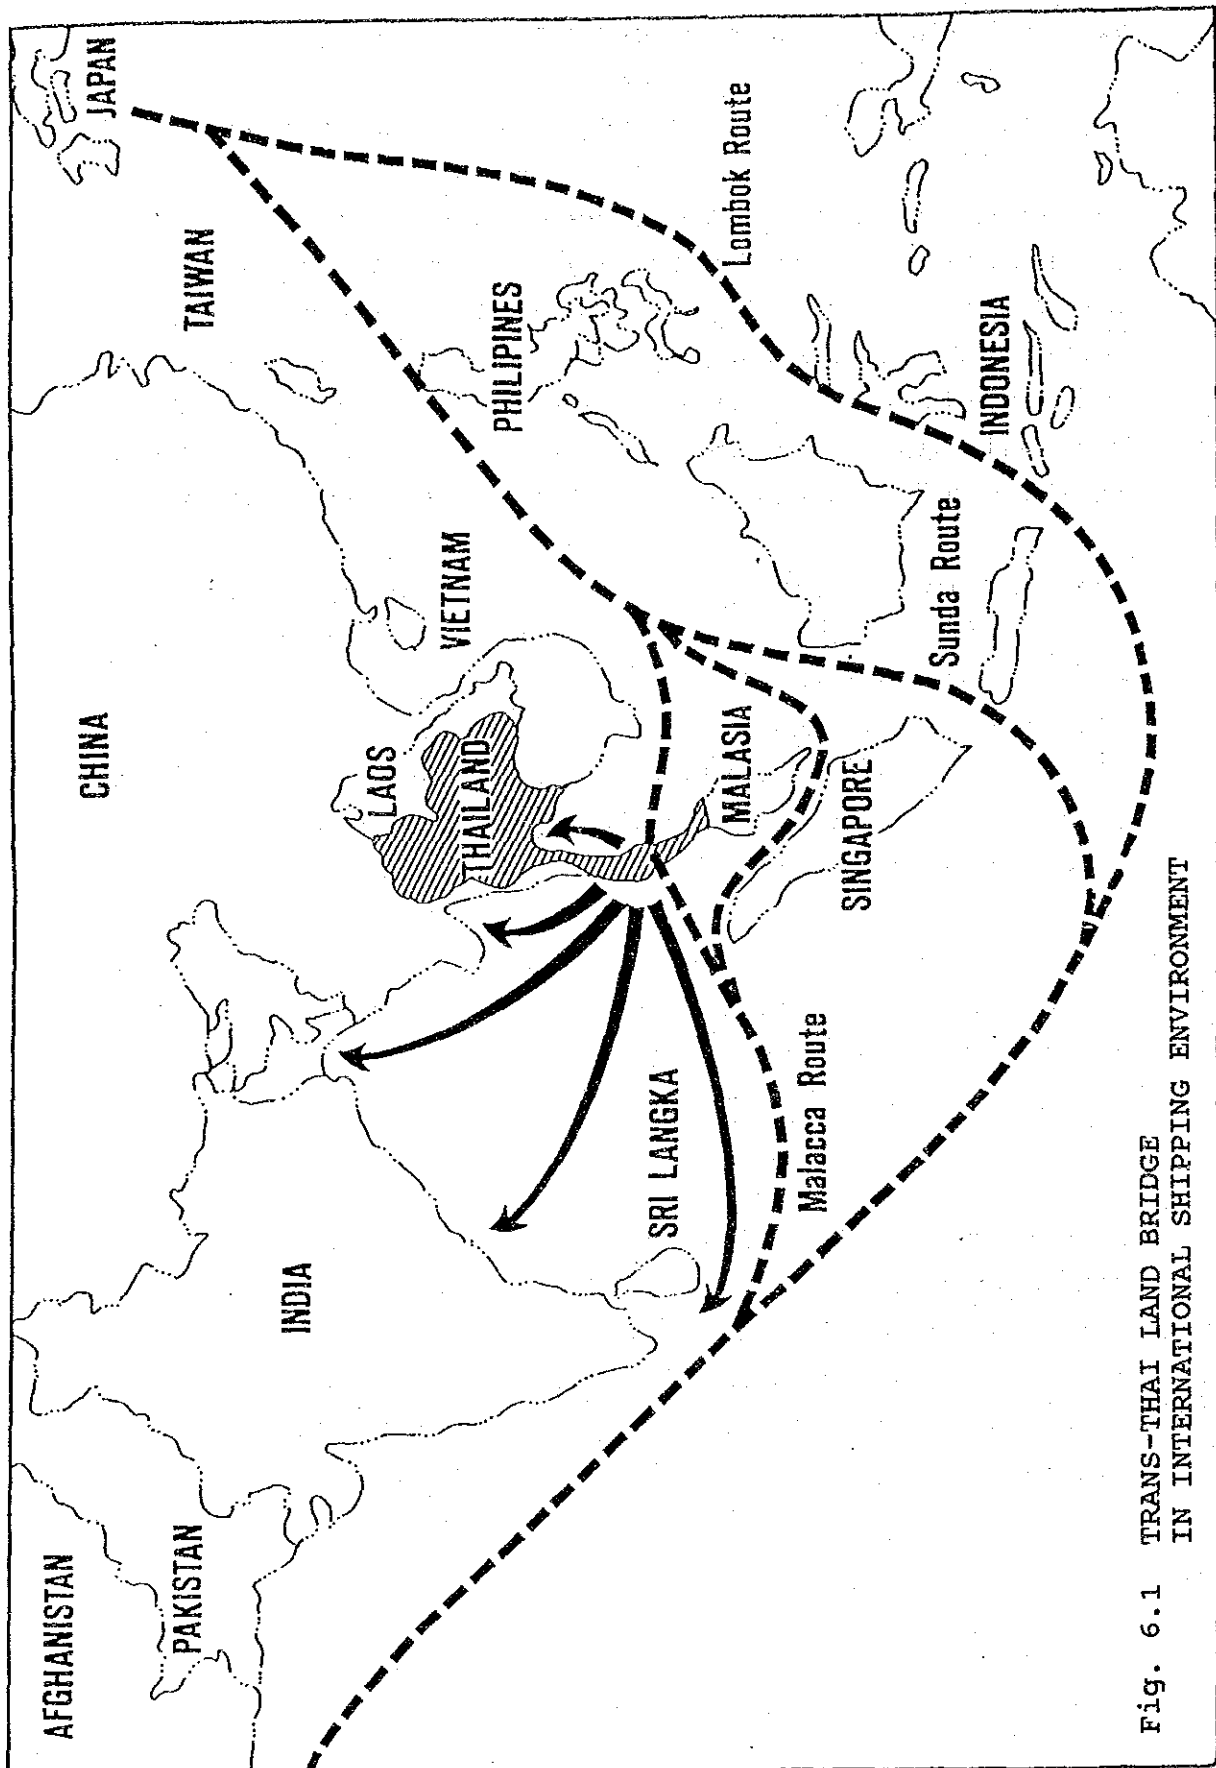 AFGHANISTAN
PAKISTAN
INDIA
CHINA
TAIWAN
JAPAN
LAOS
THAILAND
VIETNAM
PHILIPINES
SRI LANGKA
MALASIA
Lombok Route
Malacca Route
SINGAPORE
Sunda Route
INDONESIA
Fig. 6.1 TRANS-THAI LAND BRIDGE
IN INTERNATIONAL SHIPPING ENVIRONMENT